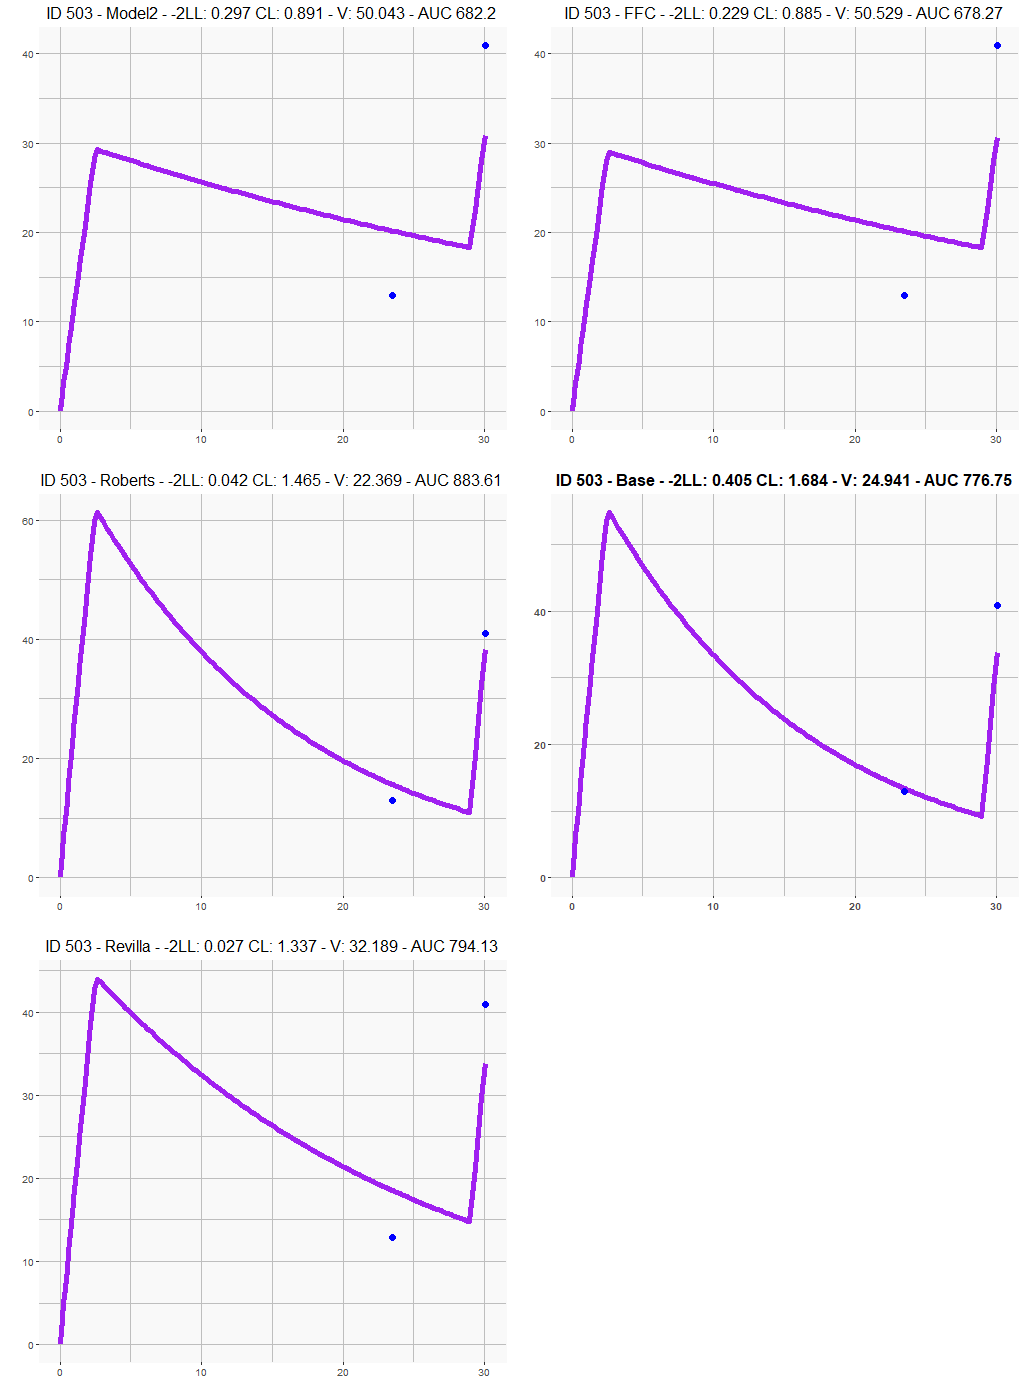 ID 503 - Model2 - -2LL: 0.297 CL: 0.891 - V: 50.043 - AUC 682.2
40
30
20
10
0
0 10 20 30
ID 503 - FFC - -2LL: 0.229 CL: 0.885 - V: 50.529 - AUC 678.27
40
30
20
10
0
0 10 20 30
ID 503 - Roberts - -2LL: 0.042 CL: 1.465 - V: 22.369 - AUC 883.61
60
40
20
0
0 10 20 30
ID 503 - Base - -2LL: 0.405 CL: 1.684 - V: 24.941 - AUC 776.75
40
20
0
0 10 20 30
ID 503 - Revilla - -2LL: 0.027 CL: 1.337 - V: 32.189 - AUC 794.13
40
30
20
10
0
0 10 20 30